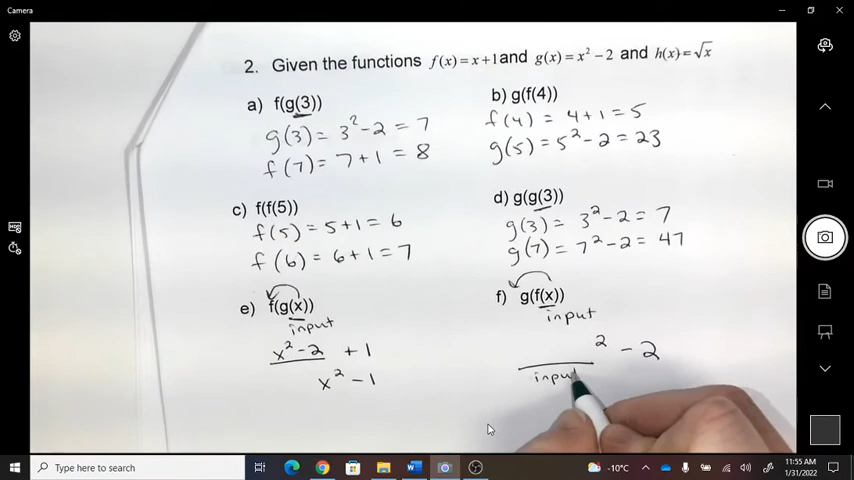 Camera
2. Given the functions f(x)=x+1 and g(x)=x²−2 and h(x)=√x
a) f(g(3))
g(3) = 3² − 2 = 7
f(7) = 7 + 1 = 8
b) g(f(4))
f(4) = 4 + 1 = 5
g(5) = 5² − 2 = 23
c) f(f(5))
f(5) = 5 + 1 = 6
f(6) = 6 + 1 = 7
d) g(g(3))
g(3) = 3² − 2 = 7
g(7) = 7² − 2 = 47
e) f(g(x))
input
x² − 2 + 1
x² − 1
f) g(f(x))
input
² − 2
input
Type here to search
-10°C
11:55 AM
1/31/2022